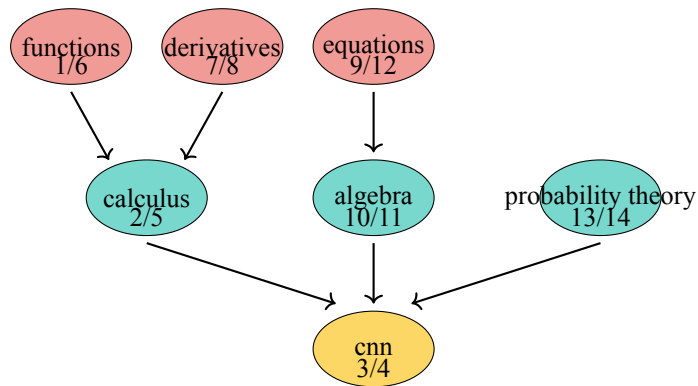 functions
1/6
derivatives
7/8
equations
9/12
calculus
2/5
algebra
10/11
probability theory
13/14
cnn
3/4